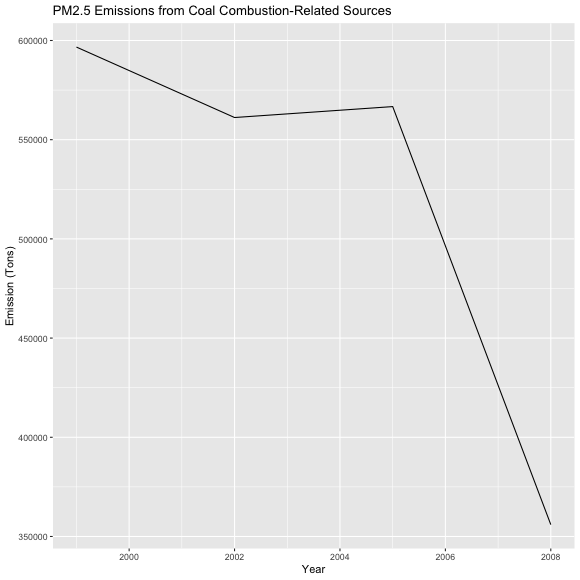 PM2.5 Emissions from Coal Combustion-Related Sources
600000
550000
500000
450000
400000
350000
Emission (Tons)
2000 2002 2004 2006 2008
Year